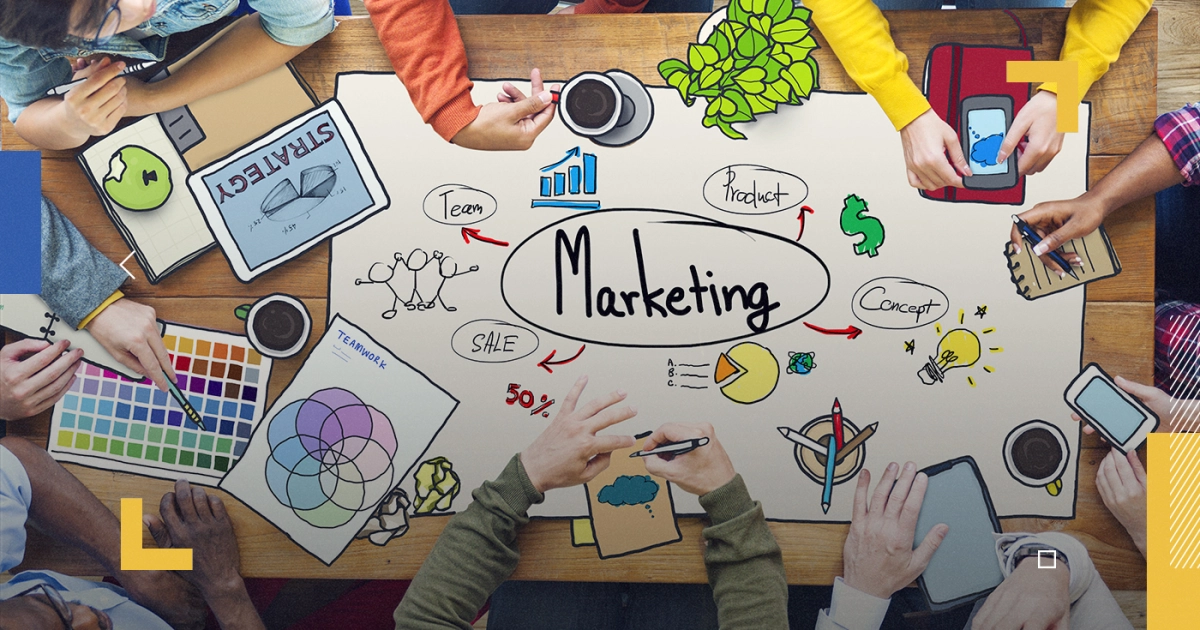 STRATEGY
Team
Product
Marketing
Concept
SALE
TEAMWORK
A.
B.
C.
50%